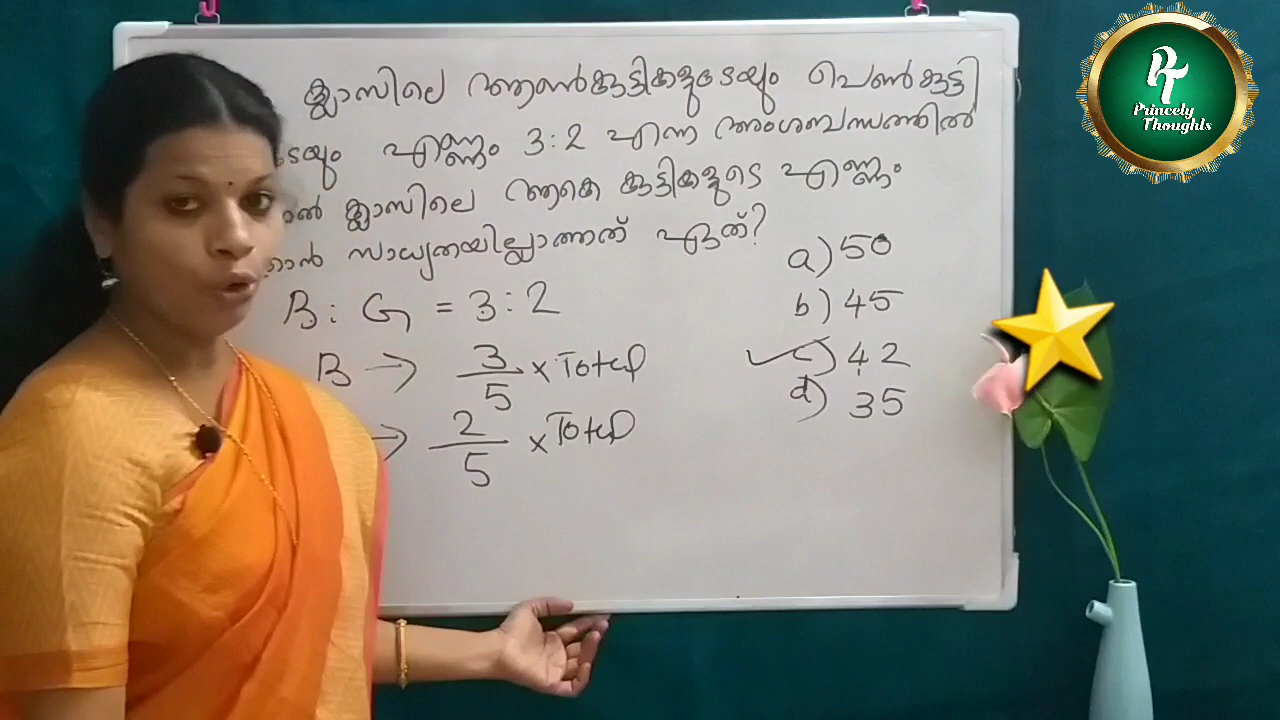 ക്ലാസിലെ ആൺകുട്ടികളുടേയും പെൺകുട്ടി
ടേയും എണ്ണം 3:2 എന്ന അംശബന്ധത്തിൽ
ക്ലാസിലെ ആകെ കുട്ടികളുടെ എണ്ണം
സാധ്യതയില്ലാത്തത് ഏത്?
a) 50
b) 45
c) 42
d) 35
B : G = 3:2
B → 3/5 × Total
→ 2/5 × Total
PT
Princely
Thoughts